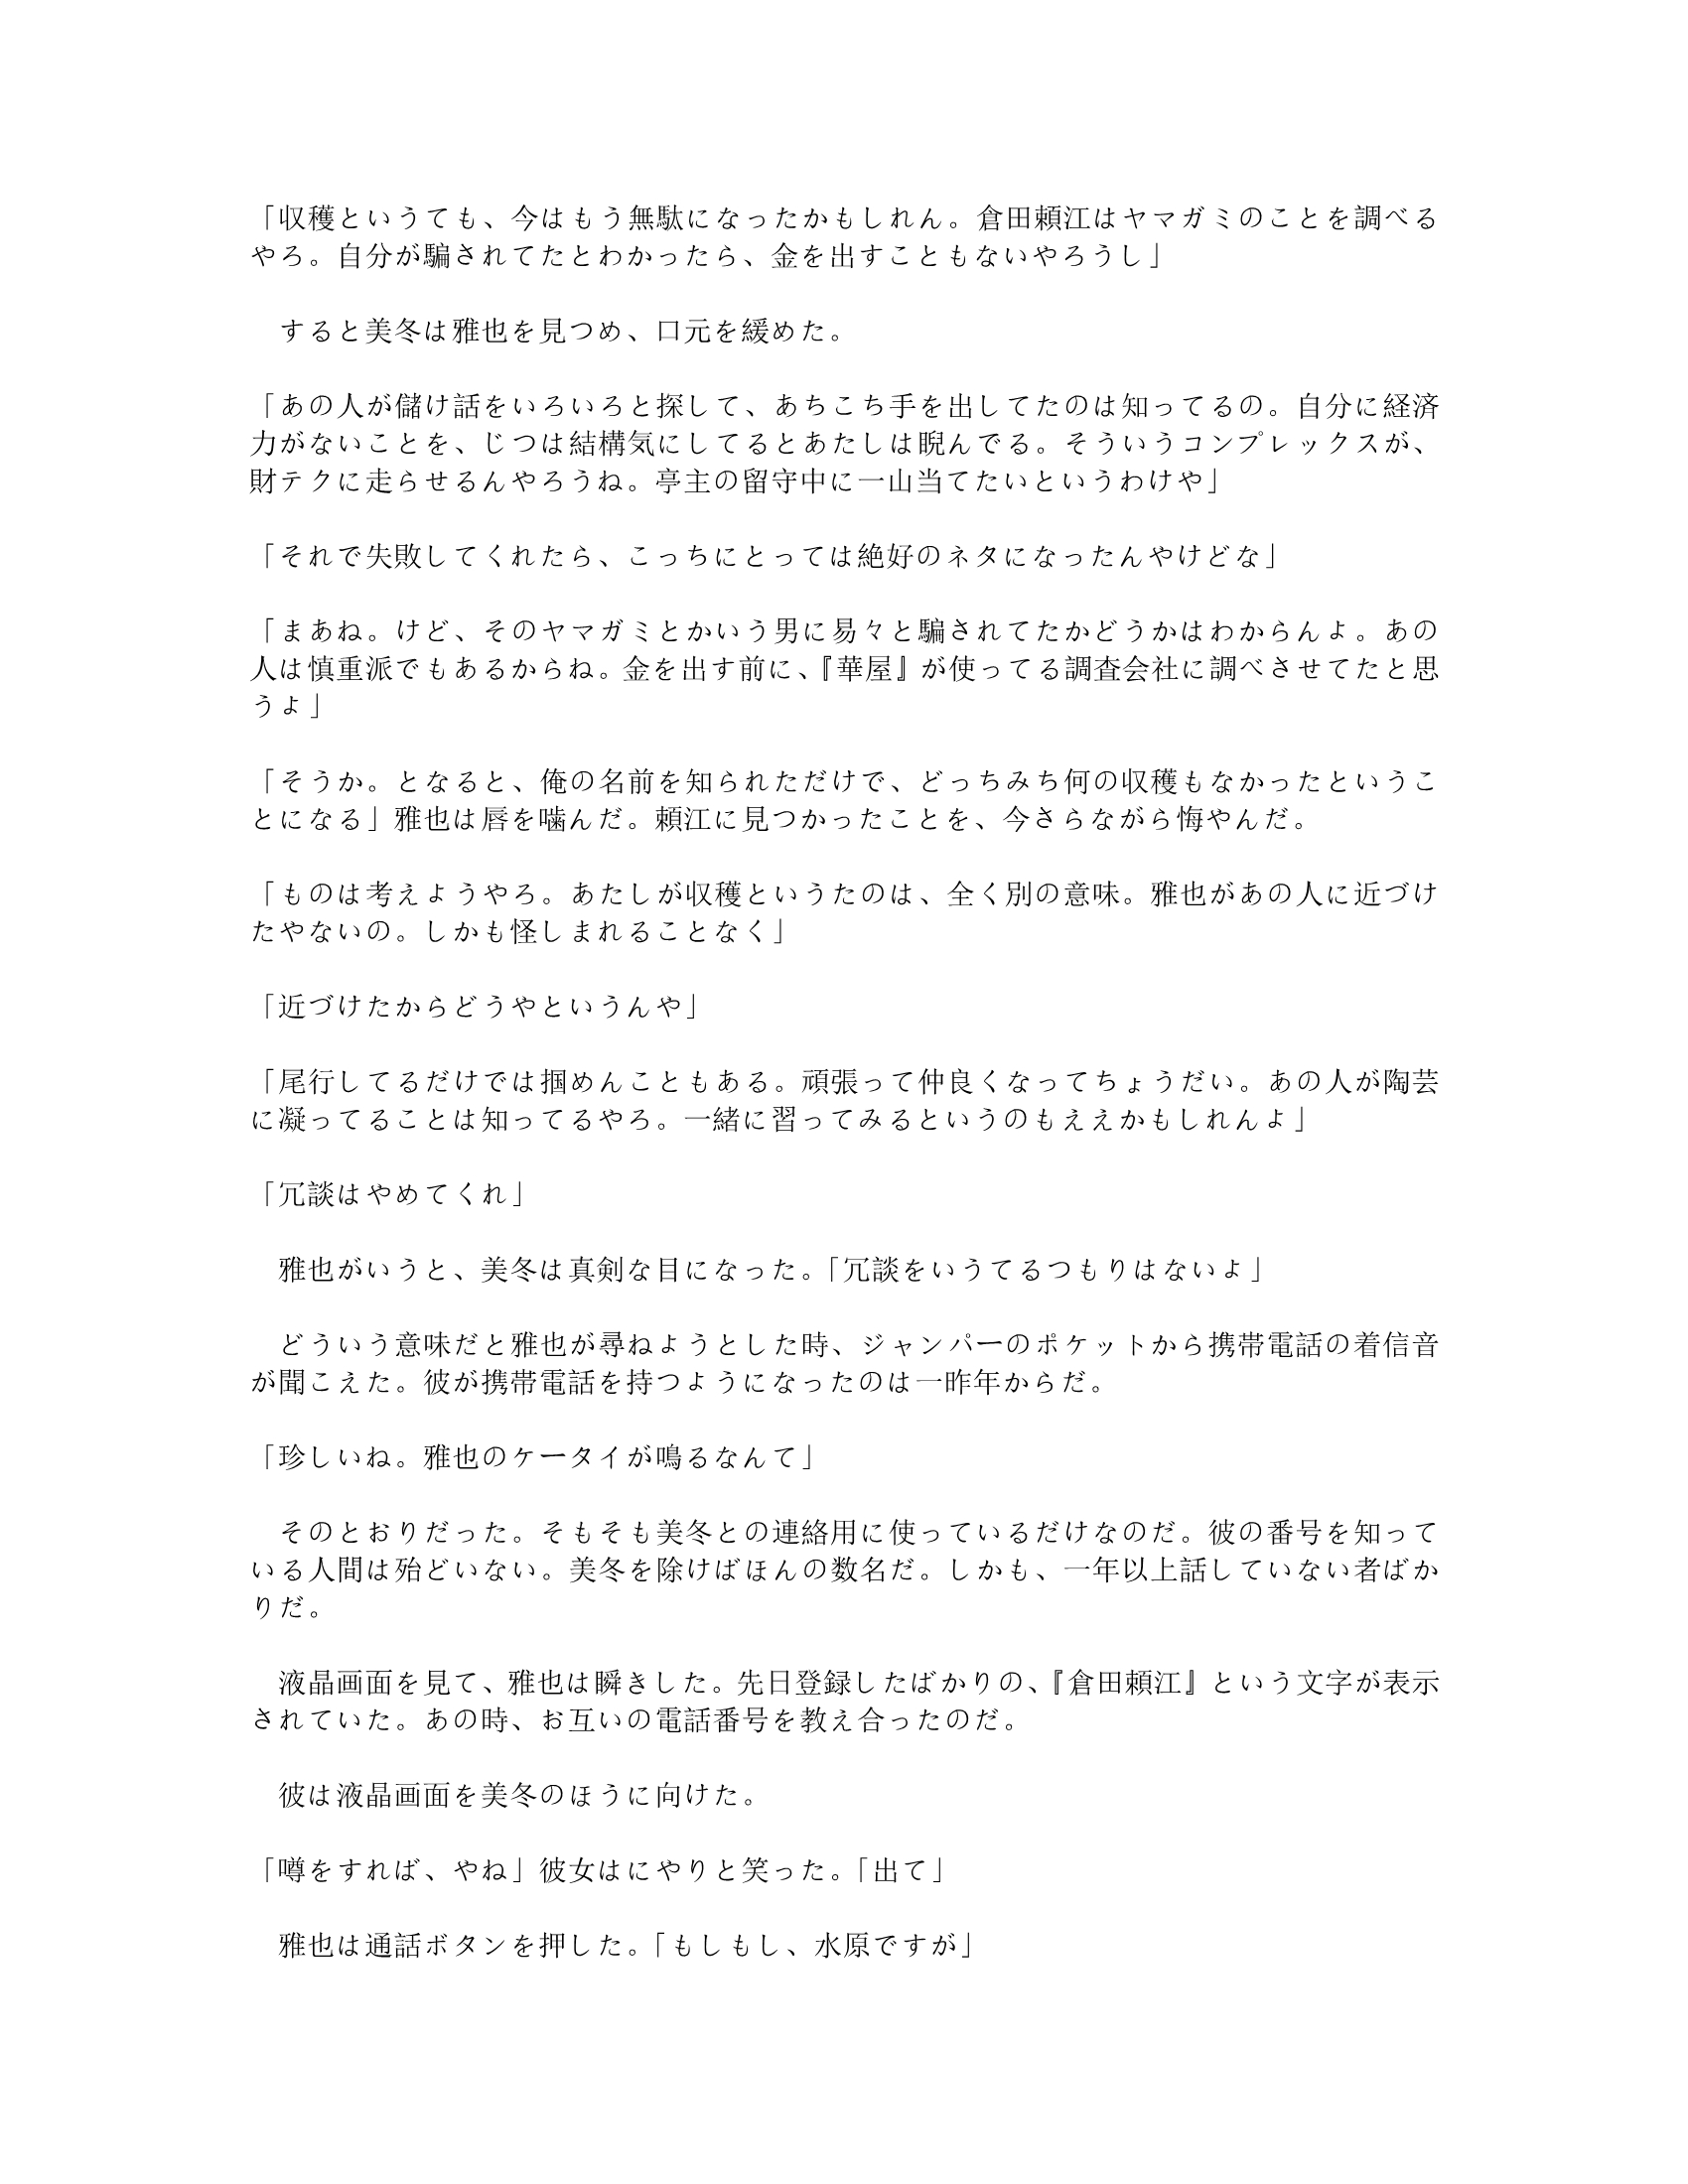 「収穫というても、今はもう無駄になったかもしれん。倉田頼江はヤマガミのことを調べる
やろ。自分が騙されてたとわかったら、金を出すこともないやろうし」
　すると美冬は雅也を見つめ、口元を緩めた。
「あの人が儲け話をいろいろと探して、あちこち手を出してたのは知ってるの。自分に経済
力がないことを、じつは結構気にしてるとあたしは睨んでる。そういうコンプレックスが、
財テクに走らせるんやろうね。亭主の留守中に一山当てたいというわけや」
「それで失敗してくれたら、こっちにとっては絶好のネタになったんやけどな」
「まあね。けど、そのヤマガミとかいう男に易々と騙されてたかどうかはわからんよ。あの
人は慎重派でもあるからね。金を出す前に、『華屋』が使ってる調査会社に調べさせてたと思
うよ」
「そうか。となると、俺の名前を知られただけで、どっちみち何の収穫もなかったというこ
とになる」雅也は唇を噛んだ。頼江に見つかったことを、今さらながら悔やんだ。
「ものは考えようやろ。あたしが収穫というたのは、全く別の意味。雅也があの人に近づけ
たやないの。しかも怪しまれることなく」
「近づけたからどうやというんや」
「尾行してるだけでは掴めんこともある。頑張って仲良くなってちょうだい。あの人が陶芸
に凝ってることは知ってるやろ。一緒に習ってみるというのもええかもしれんよ」
「冗談はやめてくれ」
　雅也がいうと、美冬は真剣な目になった。「冗談をいうてるつもりはないよ」
　どういう意味だと雅也が尋ねようとした時、ジャンパーのポケットから携帯電話の着信音
が聞こえた。彼が携帯電話を持つようになったのは一昨年からだ。
「珍しいね。雅也のケータイが鳴るなんて」
　そのとおりだった。そもそも美冬との連絡用に使っているだけなのだ。彼の番号を知って
いる人間は殆どいない。美冬を除けばほんの数名だ。しかも、一年以上話していない者ばか
りだ。
　液晶画面を見て、雅也は瞬きした。先日登録したばかりの、『倉田頼江』という文字が表示
されていた。あの時、お互いの電話番号を教え合ったのだ。
　彼は液晶画面を美冬のほうに向けた。
「噂をすれば、やね」彼女はにやりと笑った。「出て」
　雅也は通話ボタンを押した。「もしもし、水原ですが」